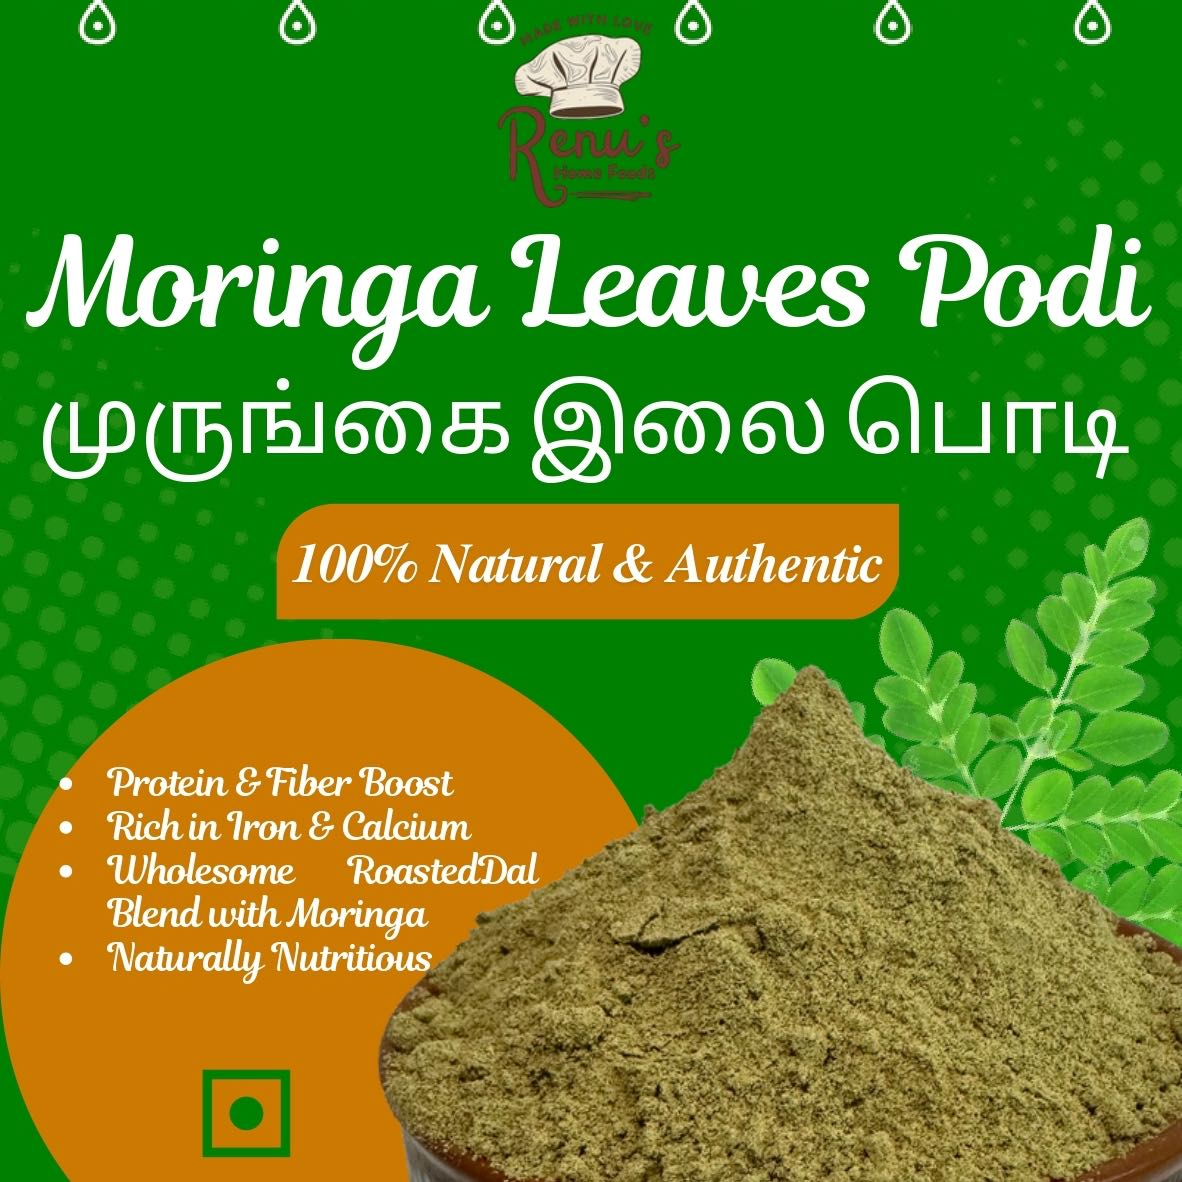 MADE WITH LOVE
Renu's
Home Foods
Moringa Leaves Podi
முருங்கை இலை பொடி
100% Natural & Authentic
• Protein & Fiber Boost
• Rich in Iron & Calcium
• Wholesome RoastedDal
Blend with Moringa
• Naturally Nutritious